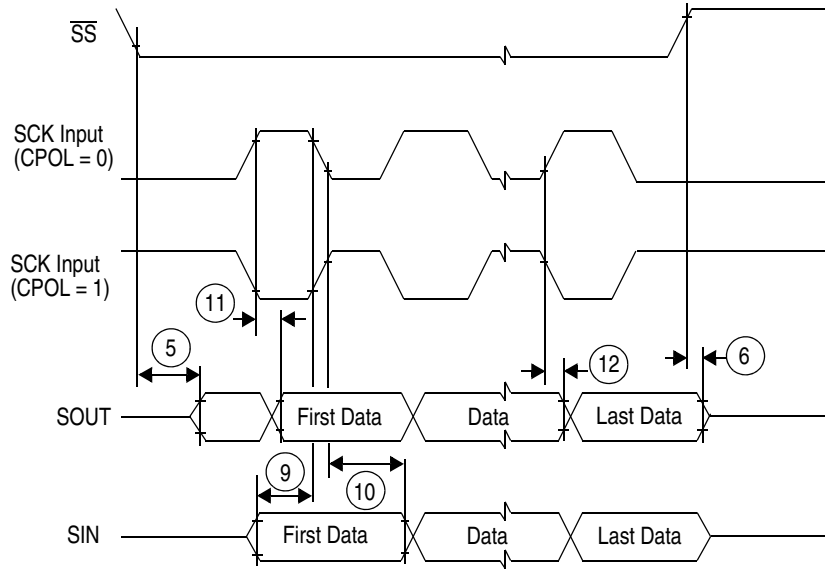 SS
SCK Input
(CPOL = 0)
SCK Input
(CPOL = 1)
11
5
12
6
SOUT
First Data
Data
Last Data
9
10
SIN
First Data
Data
Last Data